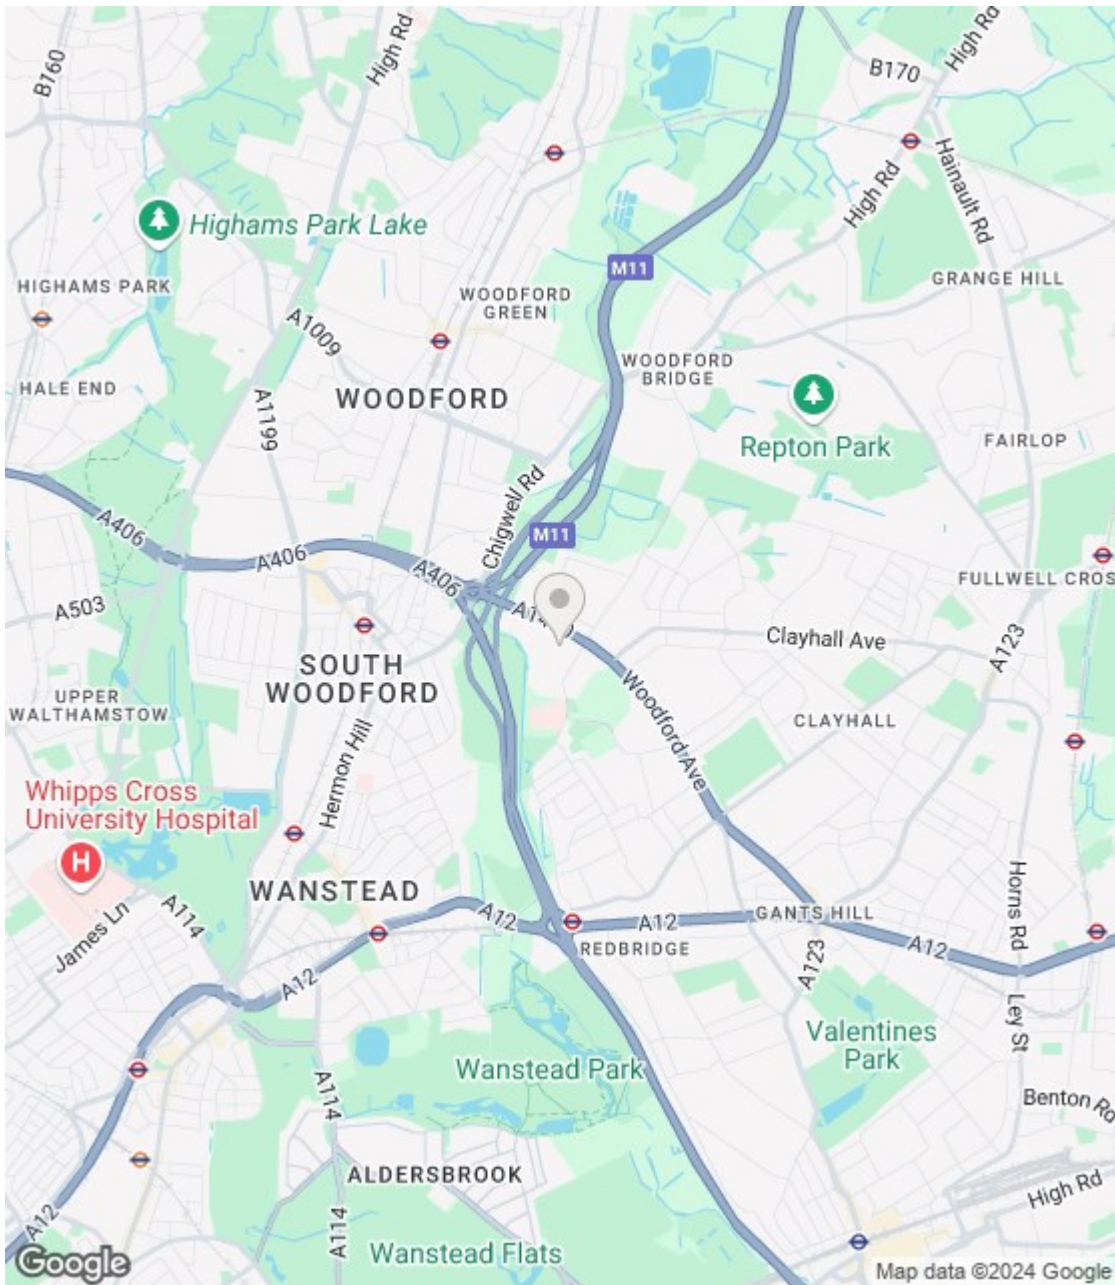 B160
High Rd
B170
High Rd
Hainault Rd
High Rd
Highams Park Lake
M11
GRANGE HILL
HIGHAMS PARK
WOODFORD
GREEN
A1009
WOODFORD
BRIDGE
HALE END
WOODFORD
A1199
Repton Park
FAIRLOP
Chigwell Rd
A406
M11
A406
A406
FULLWELL CROS
A503
Clayhall Ave
A123
SOUTH
WOODFORD
Woodford Ave
UPPER
WALTHAMSTOW
CLAYHALL
Hermon Hill
Whipps Cross
University Hospital
H
WANSTEAD
A114
James Ln
A12
A12
GANTS HILL
A12
Horns Rd
REDBRIDGE
A123
A12
Ley St
Valentines
Park
Wanstead Park
A114
Benton Rd
ALDERSBROOK
High Rd
A12
A114
Wanstead Flats
Google
Map data ©2024 Google